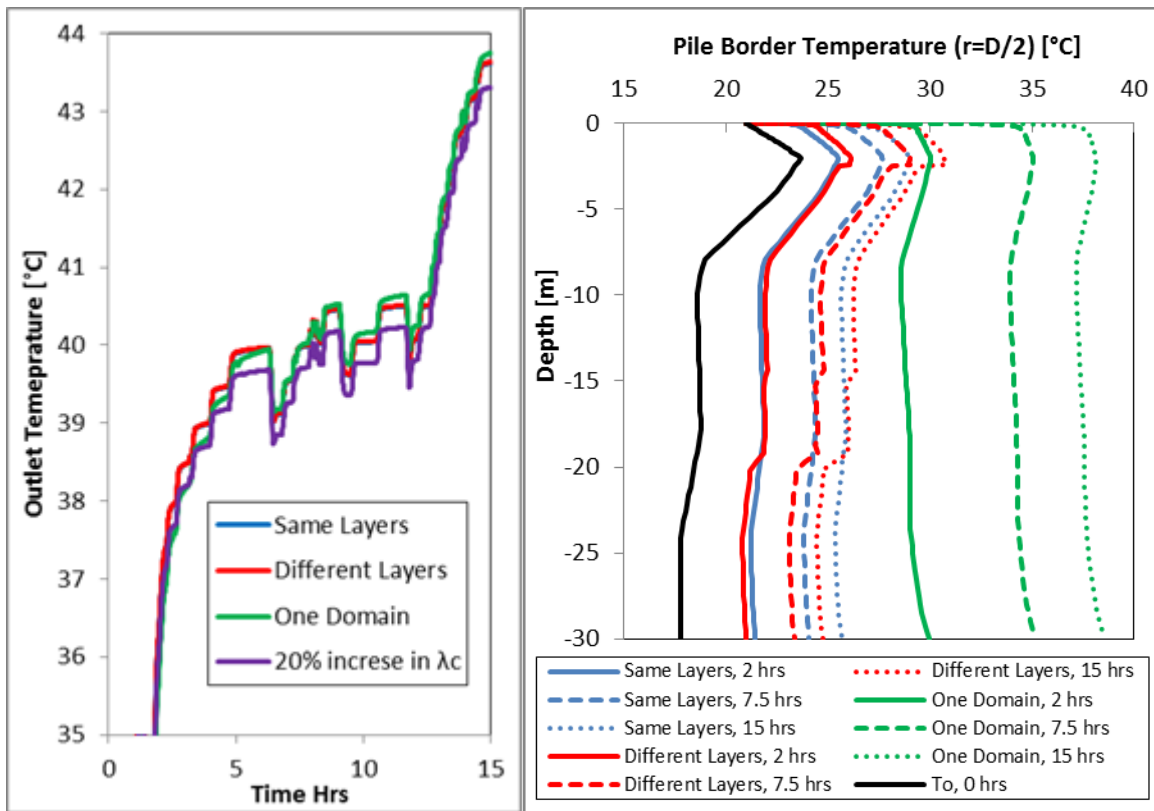 44
43
42
41
40
39
38
37
36
35
Outlet Temeprature [°C]
Same Layers
Different Layers
One Domain
20% increse in λc
0 5 10 15
Time Hrs
Pile Border Temperature (r=D/2) [°C]
15 20 25 30 35 40
0
-5
-10
-15
-20
-25
-30
Depth [m]
Same Layers, 2 hrs
Same Layers, 7.5 hrs
Same Layers, 15 hrs
Different Layers, 2 hrs
Different Layers, 7.5 hrs
Different Layers, 15 hrs
One Domain, 2 hrs
One Domain, 7.5 hrs
One Domain, 15 hrs
To, 0 hrs